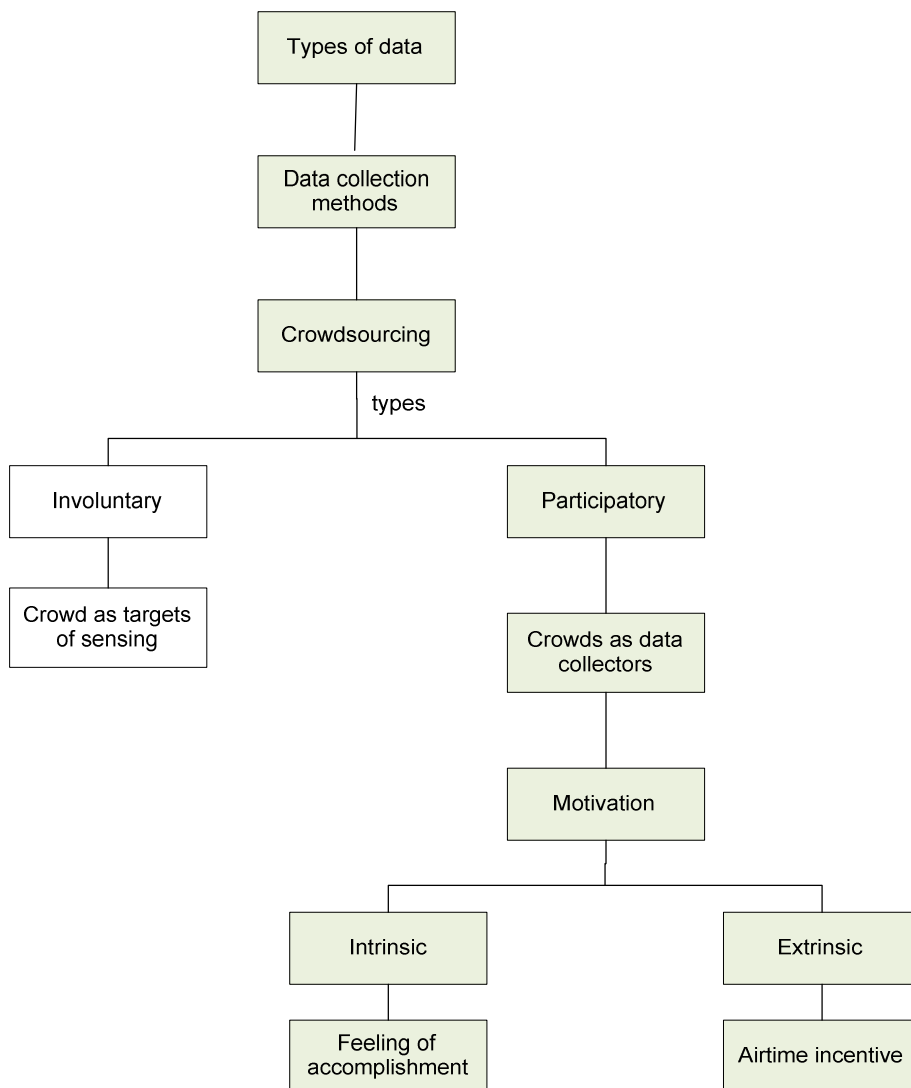 Types of data
Data collection
methods
Crowdsourcing
types
Involuntary
Participatory
Crowd as targets
of sensing
Crowds as data
collectors
Motivation
Intrinsic
Extrinsic
Feeling of
accomplishment
Airtime incentive